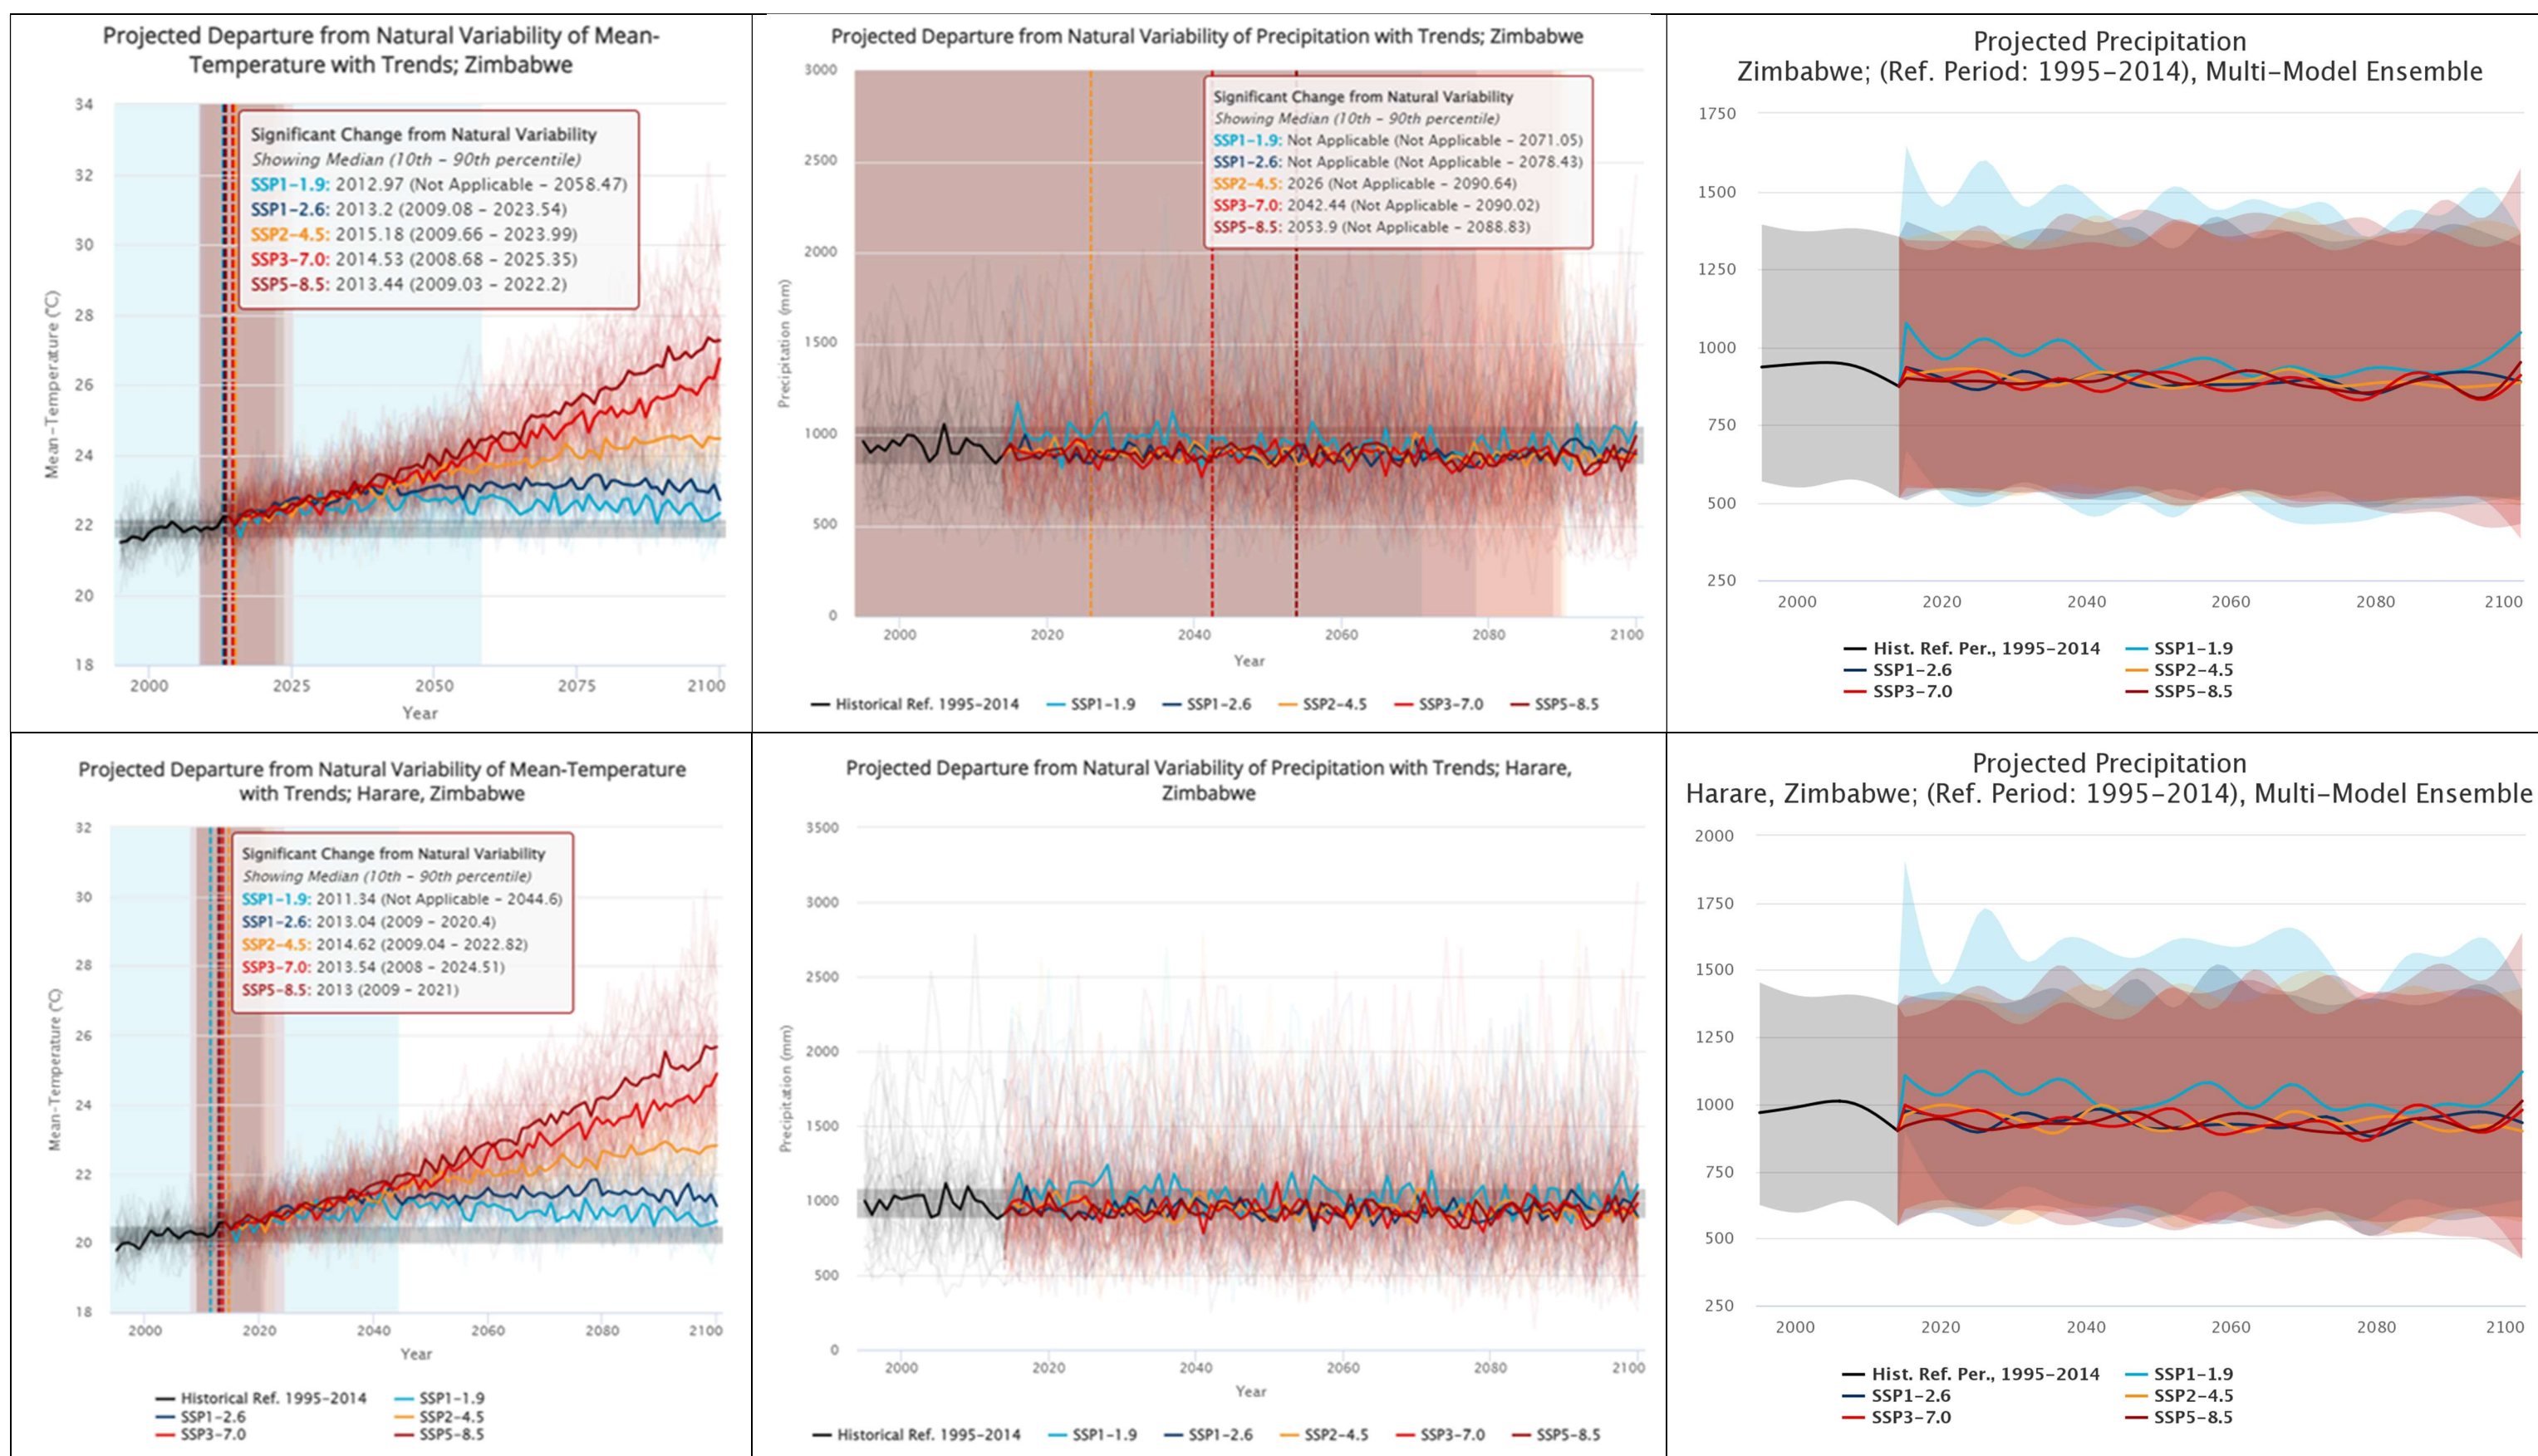 Projected Departure from Natural Variability of Mean-
Temperature with Trends; Zimbabwe
34
32
30
28
26
24
22
20
18
Mean-Temperature (°C)
Significant Change from Natural Variability
Showing Median (10th - 90th percentile)
SSP1-1.9: 2012.97 (Not Applicable - 2058.47)
SSP1-2.6: 2013.2 (2009.08 - 2023.54)
SSP2-4.5: 2015.18 (2009.66 - 2023.99)
SSP3-7.0: 2014.53 (2008.68 - 2025.35)
SSP5-8.5: 2013.44 (2009.03 - 2022.2)
2000 2025 2050 2075 2100
Year
Projected Departure from Natural Variability of Precipitation with Trends; Zimbabwe
3000
2500
2000
1500
1000
500
0
Precipitation (mm)
Significant Change from Natural Variability
Showing Median (10th - 90th percentile)
SSP1-1.9: Not Applicable (Not Applicable - 2071.05)
SSP1-2.6: Not Applicable (Not Applicable - 2078.43)
SSP2-4.5: 2026 (Not Applicable - 2090.64)
SSP3-7.0: 2042.44 (Not Applicable - 2090.02)
SSP5-8.5: 2053.9 (Not Applicable - 2088.83)
2000 2020 2040 2060 2080 2100
Year
Historical Ref. 1995-2014 SSP1-1.9 SSP1-2.6 SSP2-4.5 SSP3-7.0 SSP5-8.5
Projected Precipitation
Zimbabwe; (Ref. Period: 1995-2014), Multi-Model Ensemble
1750
1500
1250
1000
750
500
250
2000 2020 2040 2060 2080 2100
Hist. Ref. Per., 1995-2014 SSP1-1.9
SSP1-2.6 SSP2-4.5
SSP3-7.0 SSP5-8.5
Projected Departure from Natural Variability of Mean-Temperature
with Trends; Harare, Zimbabwe
32
30
28
26
24
22
20
18
Mean-Temperature (°C)
Significant Change from Natural Variability
Showing Median (10th - 90th percentile)
SSP1-1.9: 2011.34 (Not Applicable - 2044.6)
SSP1-2.6: 2013.04 (2009 - 2020.4)
SSP2-4.5: 2014.62 (2009.04 - 2022.82)
SSP3-7.0: 2013.54 (2008 - 2024.51)
SSP5-8.5: 2013 (2009 - 2021)
2000 2020 2040 2060 2080 2100
Year
Historical Ref. 1995-2014 SSP1-1.9
SSP1-2.6 SSP2-4.5
SSP3-7.0 SSP5-8.5
Projected Departure from Natural Variability of Precipitation with Trends; Harare,
Zimbabwe
3500
3000
2500
2000
1500
1000
500
0
Precipitation (mm)
2000 2020 2040 2060 2080 2100
Year
Historical Ref. 1995-2014 SSP1-1.9 SSP1-2.6 SSP2-4.5 SSP3-7.0 SSP5-8.5
Projected Precipitation
Harare, Zimbabwe; (Ref. Period: 1995-2014), Multi-Model Ensemble
2000
1750
1500
1250
1000
750
500
250
2000 2020 2040 2060 2080 2100
Hist. Ref. Per., 1995-2014 SSP1-1.9
SSP1-2.6 SSP2-4.5
SSP3-7.0 SSP5-8.5